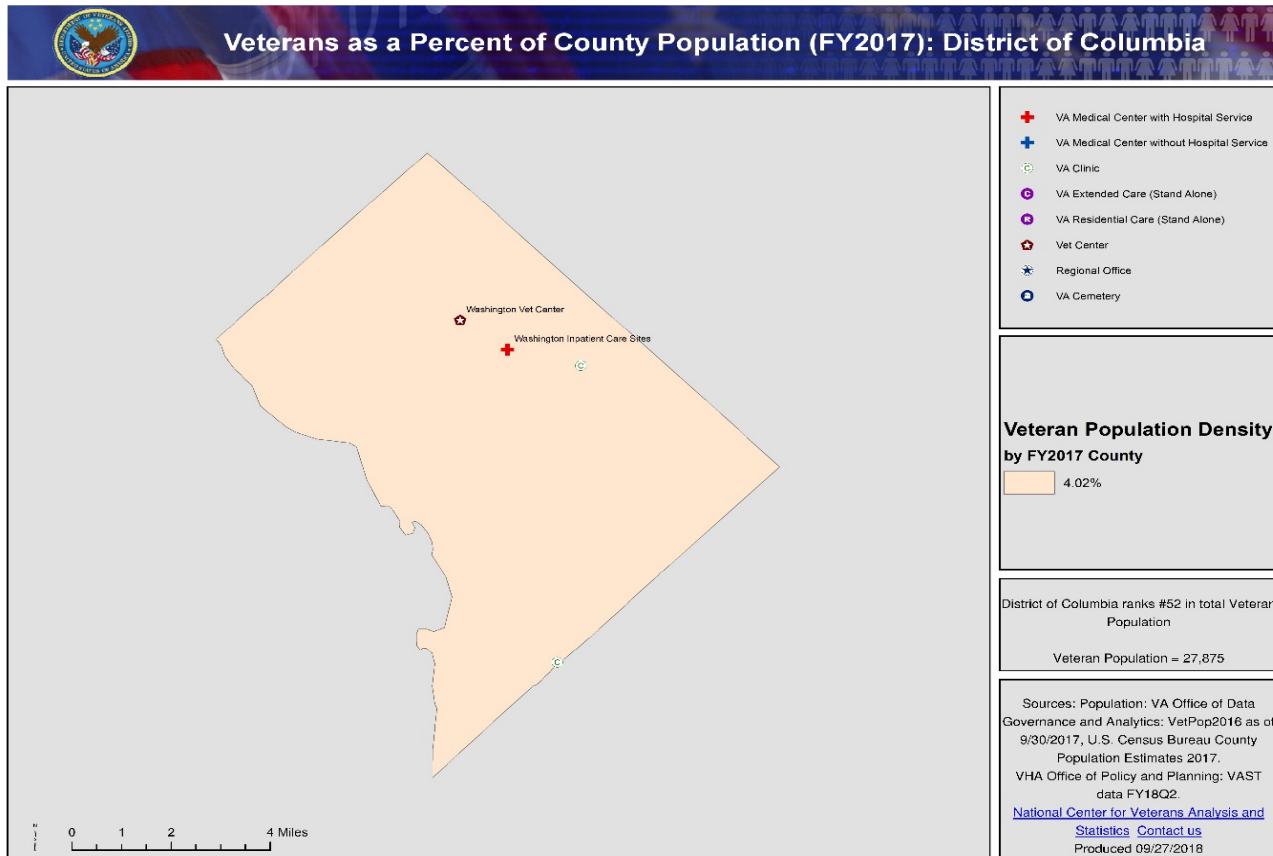 Veterans as a Percent of County Population (FY2017): District of Columbia
Washington Vet Center
Washington Inpatient Care Sites
C
C
0 1 2 4 Miles
VA Medical Center with Hospital Service
VA Medical Center without Hospital Service
C VA Clinic
VA Extended Care (Stand Alone)
R VA Residential Care (Stand Alone)
Vet Center
Regional Office
VA Cemetery
Veteran Population Density
by FY2017 County
4.02%
District of Columbia ranks #52 in total Veteran
Population
Veteran Population = 27,875
Sources: Population: VA Office of Data
Governance and Analytics: VetPop2016 as of
9/30/2017, U.S. Census Bureau County
Population Estimates 2017.
VHA Office of Policy and Planning: VAST
data FY18Q2.
National Center for Veterans Analysis and
Statistics Contact us
Produced 09/27/2018